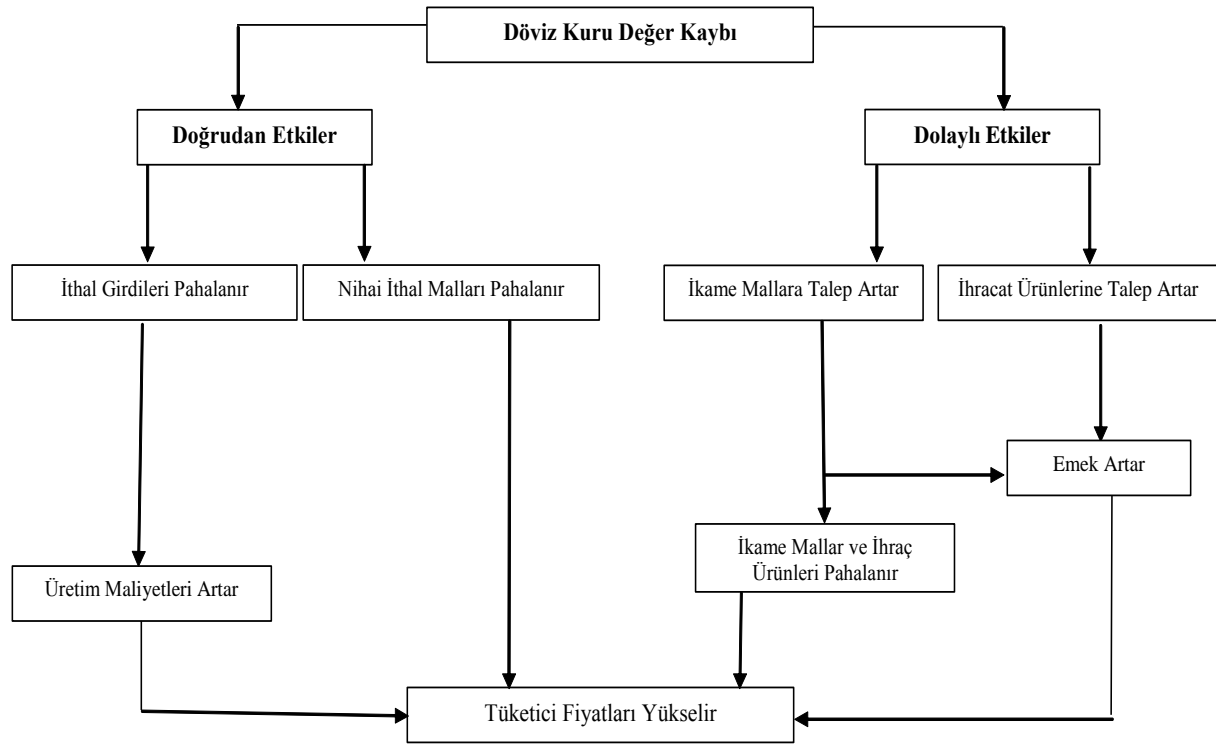 Döviz Kuru Değer Kaybı
Doğrudan Etkiler
Dolaylı Etkiler
İthal Girdileri Pahalanır
Nihai İthal Malları Pahalanır
İkame Mallara Talep Artar
İhracat Ürünlerine Talep Artar
Emek Artar
İkame Mallar ve İhraç
Ürünleri Pahalanır
Üretim Maliyetleri Artar
Tüketici Fiyatları Yükselir